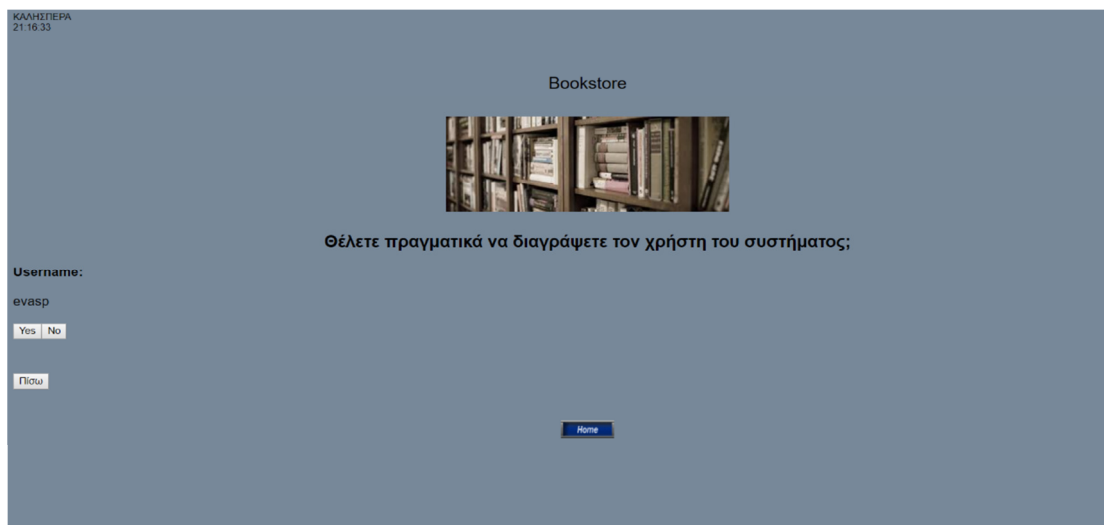 ΚΑΛΗΣΠΕΡΑ
21:16:33
Bookstore
Θέλετε πραγματικά να διαγράψετε τον χρήστη του συστήματος;
Username:
evasp
Yes No
Πίσω
Home